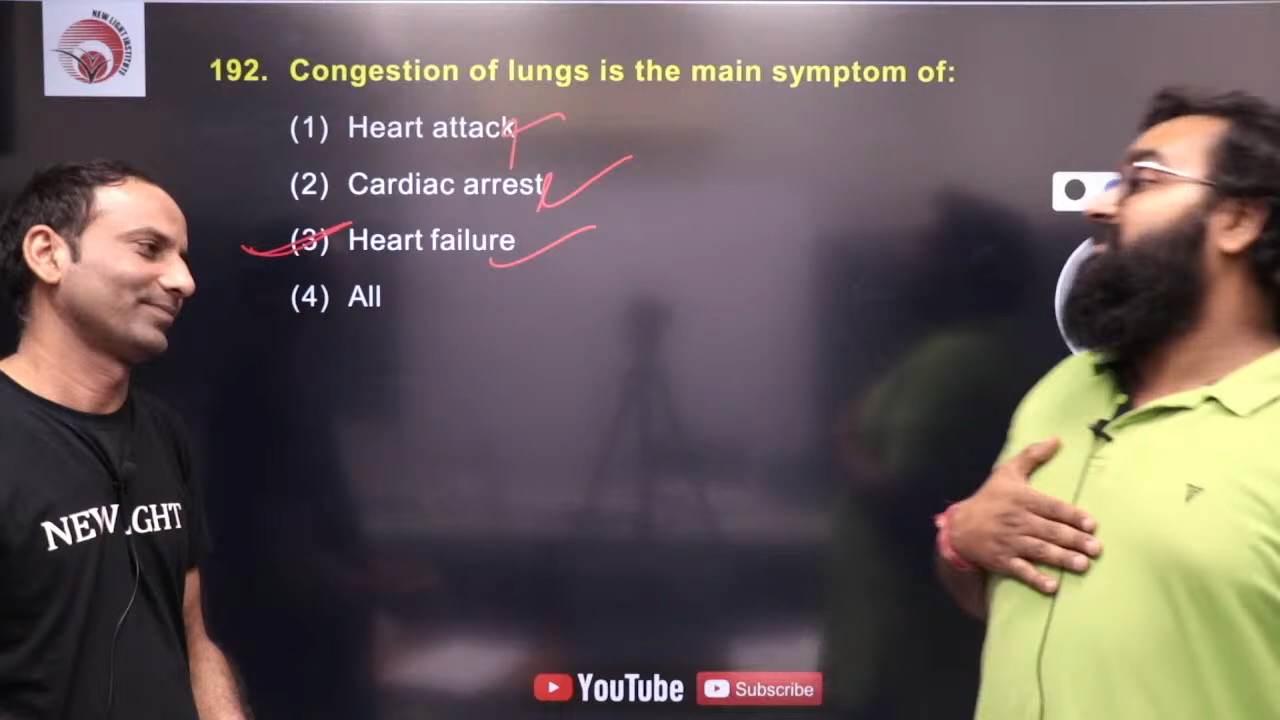 NEW LIGHT INSTITUTE
192. Congestion of lungs is the main symptom of:
(1) Heart attack
(2) Cardiac arrest
(3) Heart failure
(4) All
NEW LIGHT
YouTube
Subscribe